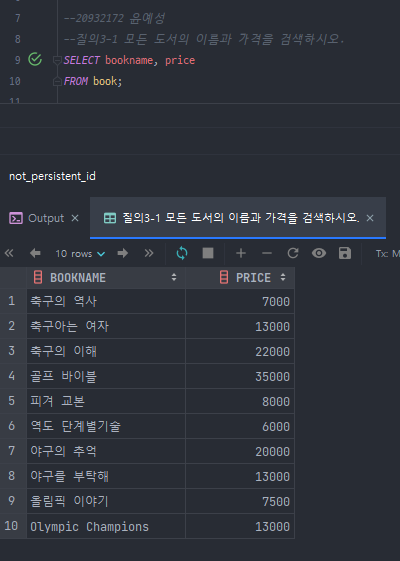 7 --20932172 윤예성
8 --질의3-1 모든 도서의 이름과 가격을 검색하시오.
9 SELECT bookname, price
10 FROM book;
11
not_persistent_id
Output × 질의3-1 모든 도서의 이름과 가격을 검색하시오. ×
10 rows Tx: M
BOOKNAME PRICE
1 축구의 역사 7000
2 축구아는 여자 13000
3 축구의 이해 22000
4 골프 바이블 35000
5 피겨 교본 8000
6 역도 단계별기술 6000
7 야구의 추억 20000
8 야구를 부탁해 13000
9 올림픽 이야기 7500
10 Olympic Champions 13000